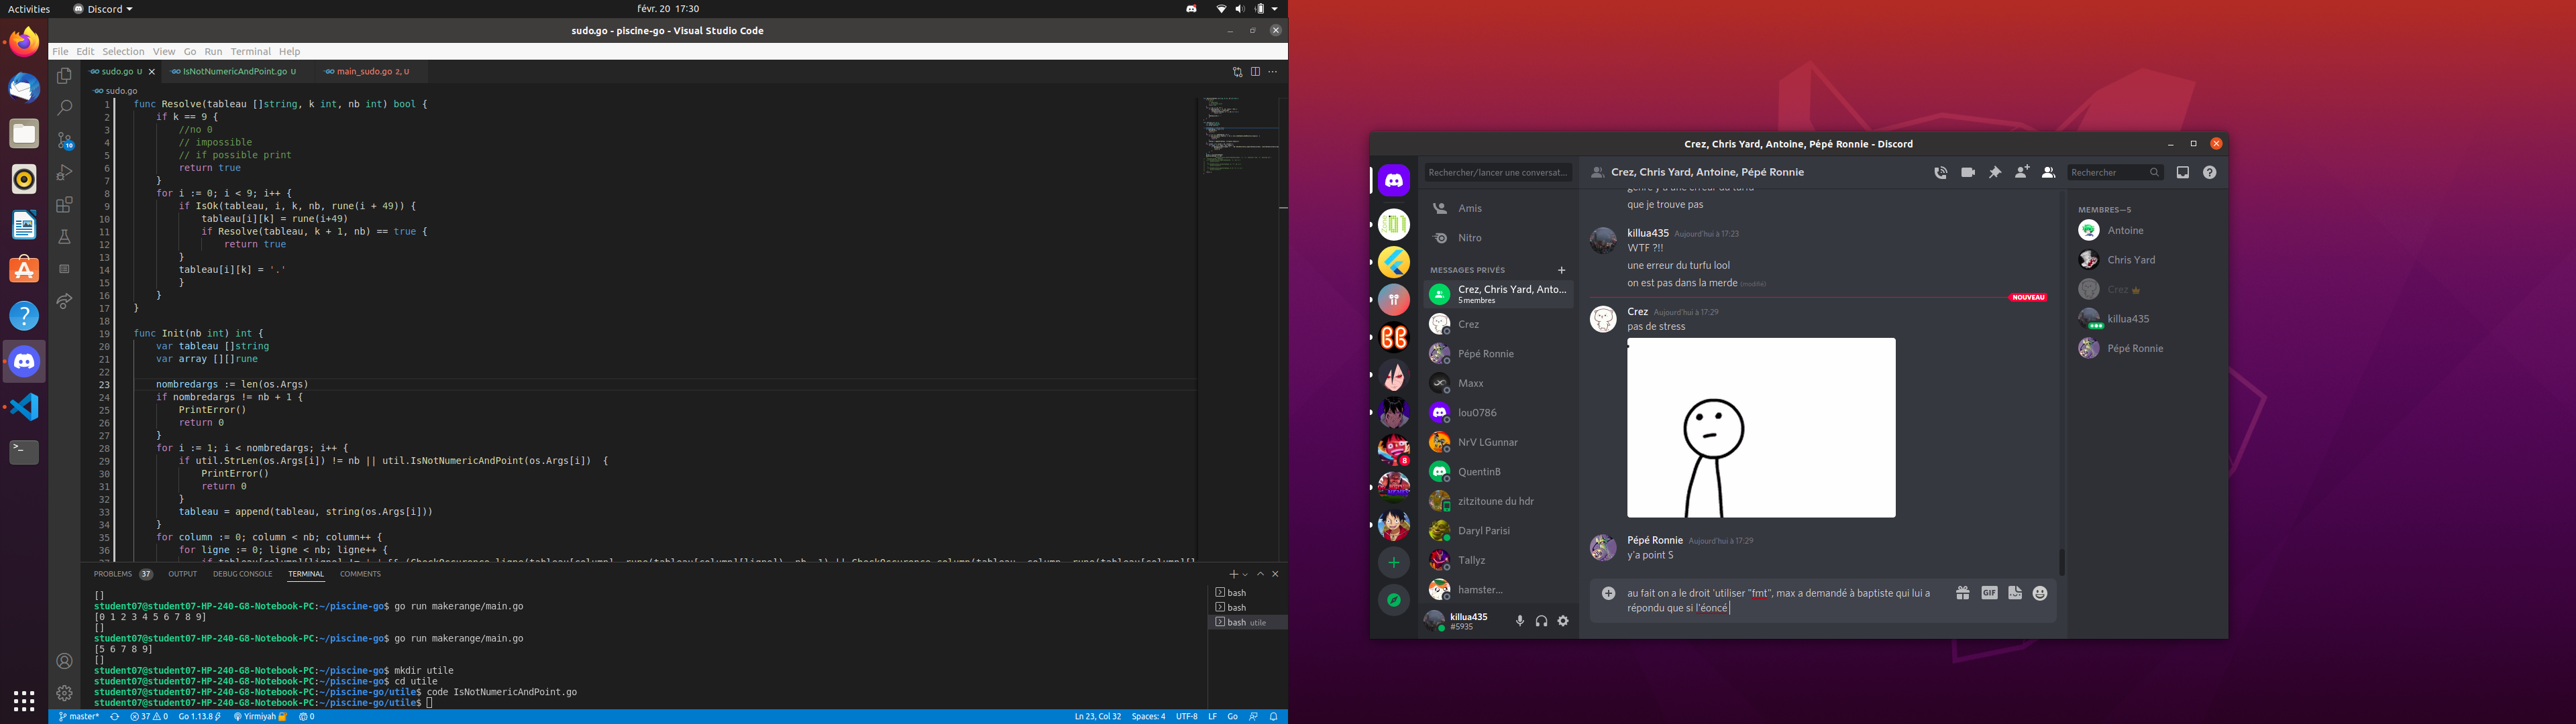 Activities
Discord
févr. 20 17:30
sudo.go - piscine-go - Visual Studio Code
File Edit Selection View Go Run Terminal Help
sudo.go U
IsNotNumericAndPoint.go U
main_sudo.go 2, U
sudo.go
1 func Resolve(tableau []string, k int, nb int) bool {
2 if k == 9 {
3 //no 0
4 // impossible
5 // if possible print
6 return true
7 }
8 for i := 0; i < 9; i++ {
9 if IsOk(tableau, i, k, nb, rune(i + 49)) {
10 tableau[i][k] = rune(i+49)
11 if Resolve(tableau, k + 1, nb) == true {
12 return true
13 }
14 tableau[i][k] = '.'
15 }
16 }
17 }
18
19 func Init(nb int) int {
20 var tableau []string
21 var array [][]rune
22
23 nombredargs := len(os.Args)
24 if nombredargs != nb + 1 {
25 PrintError()
26 return 0
27 }
28 for i := 1; i < nombredargs; i++ {
29 if util.StrLen(os.Args[i]) != nb || util.IsNotNumericAndPoint(os.Args[i]) {
30 PrintError()
31 return 0
32 }
33 tableau = append(tableau, string(os.Args[i]))
34 }
35 for column := 0; column < nb; column++ {
36 for ligne := 0; ligne < nb; ligne++ {
PROBLEMS 37 OUTPUT DEBUG CONSOLE TERMINAL COMMENTS
[]
student07@student07-HP-240-G8-Notebook-PC:~/piscine-go$ go run makerange/main.go
[0 1 2 3 4 5 6 7 8 9]
[]
student07@student07-HP-240-G8-Notebook-PC:~/piscine-go$ go run makerange/main.go
[5 6 7 8 9]
[]
student07@student07-HP-240-G8-Notebook-PC:~/piscine-go$ mkdir utile
student07@student07-HP-240-G8-Notebook-PC:~/piscine-go$ cd utile
student07@student07-HP-240-G8-Notebook-PC:~/piscine-go/utile$ code IsNotNumericAndPoint.go
student07@student07-HP-240-G8-Notebook-PC:~/piscine-go/utile$
bash
bash
bash utile
master* 37 0 Go 1.13.8 Yirmiyah 0
Ln 23, Col 32 Spaces: 4 UTF-8 LF Go
10
Crez, Chris Yard, Antoine, Pépé Ronnie - Discord
Rechercher/lancer une conversat...
Amis
Nitro
MESSAGES PRIVÉS
Crez, Chris Yard, Anto...
5 membres
Crez
Pépé Ronnie
Maxx
lou0786
NrV LGunnar
QuentinB
zitzitoune du hdr
Daryl Parisi
Tallyz
hamster...
8
killua435
#5935
Crez, Chris Yard, Antoine, Pépé Ronnie
Rechercher
que je trouve pas
killua435 Aujourd'hui à 17:23
WTF ?!!
une erreur du turfu lool
on est pas dans la merde (modifié)
NOUVEAU
Crez Aujourd'hui à 17:29
pas de stress
Pépé Ronnie Aujourd'hui à 17:29
y'a point S
au fait on a le droit 'utiliser "fmt", max a demandé à baptiste qui lui a
répondu que si l'éoncé
GIF
MEMBRES—5
Antoine
Chris Yard
Crez
killua435
Pépé Ronnie